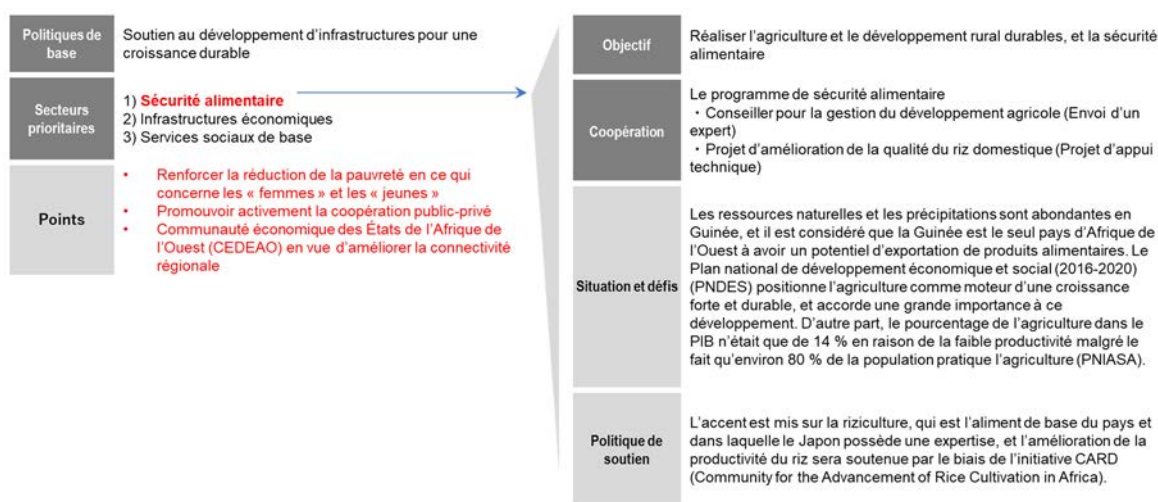 Politiques de
base
Soutien au développement d'infrastructures pour une
croissance durable
Secteurs
prioritaires
1) Sécurité alimentaire
2) Infrastructures économiques
3) Services sociaux de base
Points
• Renforcer la réduction de la pauvreté en ce qui
concerne les « femmes » et les « jeunes »
• Promouvoir activement la coopération public-privé
• Communauté économique des États de l'Afrique de
l'Ouest (CEDEAO) en vue d'améliorer la connectivité
régionale
Objectif
Réaliser l'agriculture et le développement rural durables, et la sécurité
alimentaire
Coopération
Le programme de sécurité alimentaire
・Conseiller pour la gestion du développement agricole (Envoi d'un
expert)
・Projet d'amélioration de la qualité du riz domestique (Projet d'appui
technique)
Situation et défis
Les ressources naturelles et les précipitations sont abondantes en
Guinée, et il est considéré que la Guinée est le seul pays d'Afrique de
l'Ouest à avoir un potentiel d'exportation de produits alimentaires. Le
Plan national de développement économique et social (2016-2020)
(PNDES) positionne l'agriculture comme moteur d'une croissance
forte et durable, et accorde une grande importance à ce
développement. D'autre part, le pourcentage de l'agriculture dans le
PIB n'était que de 14 % en raison de la faible productivité malgré le
fait qu'environ 80 % de la population pratique l'agriculture (PNIASA).
Politique de
soutien
L'accent est mis sur la riziculture, qui est l'aliment de base du pays et
dans laquelle le Japon possède une expertise, et l'amélioration de la
productivité du riz sera soutenue par le biais de l'initiative CARD
(Community for the Advancement of Rice Cultivation in Africa).